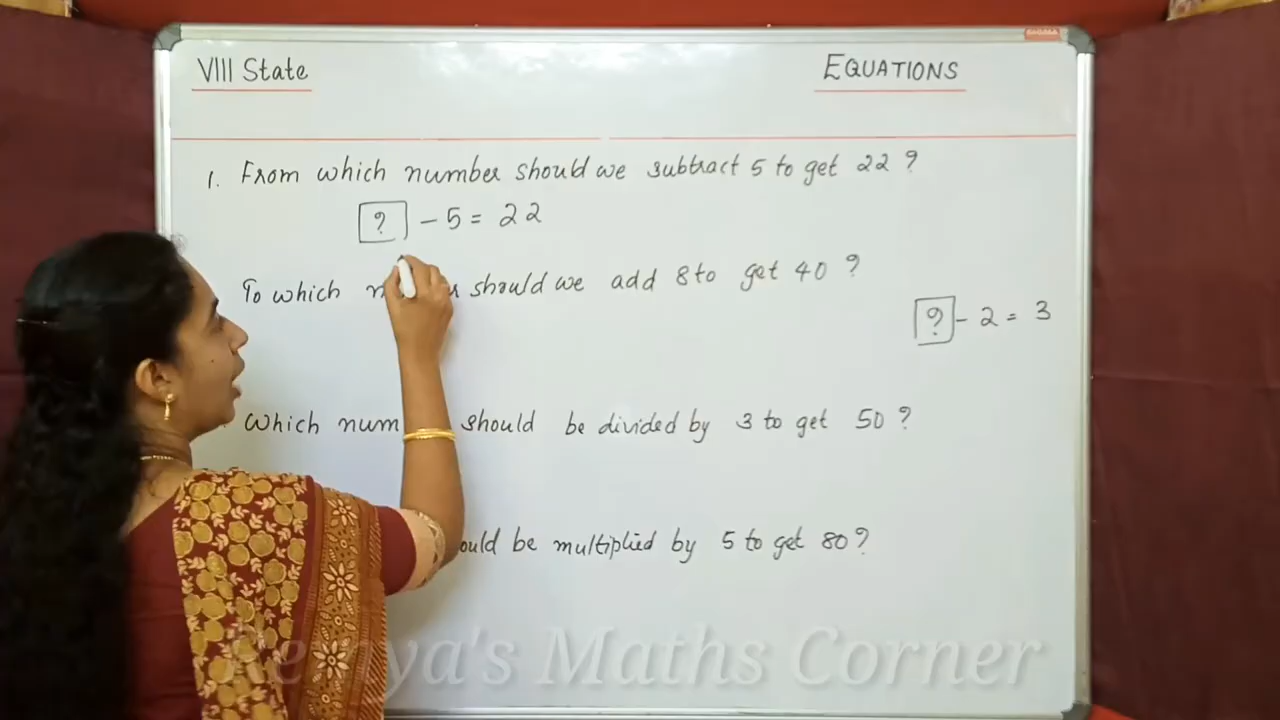 VIII State
EQUATIONS
1. From which number should we subtract 5 to get 22 ?
? - 5 = 22
To which should we add 8 to get 40 ?
? - 2 = 3
Which should be divided by 3 to get 50 ?
be multiplied by 5 to get 80?
Maths Corner